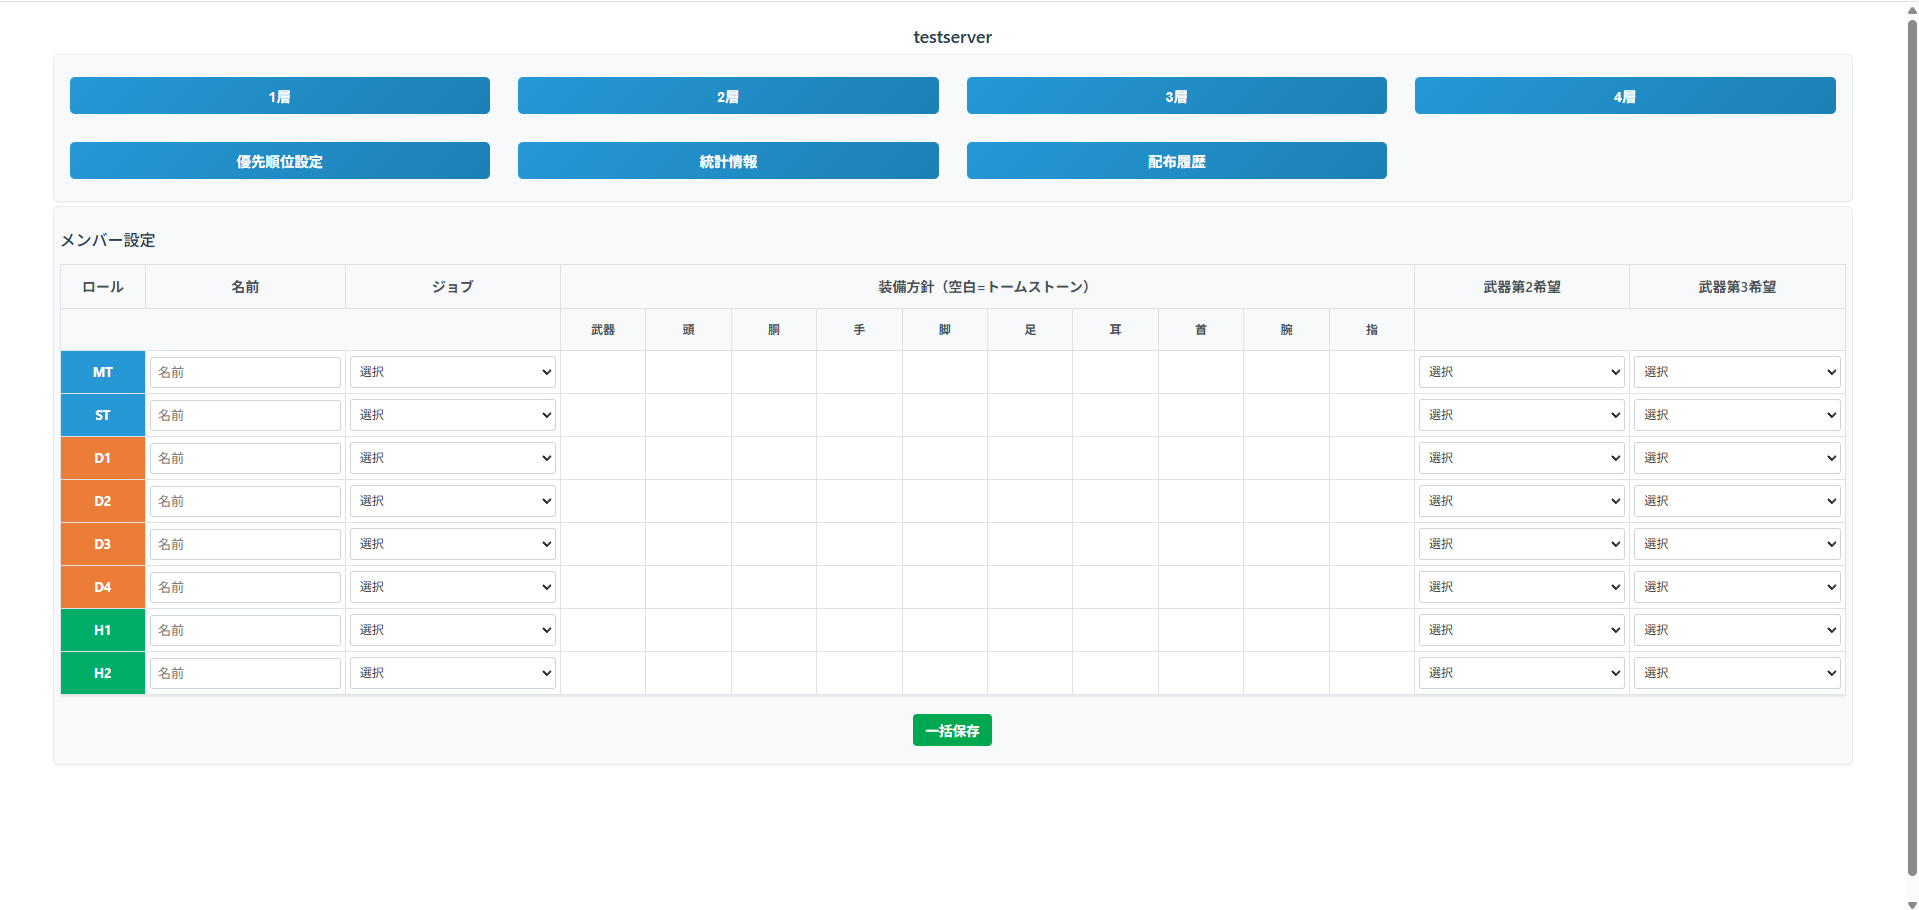 testserver
1層 2層 3層 4層
優先順位設定 統計情報 配布履歴
メンバー設定
ロール 名前 ジョブ 装備方針（空白=トームストーン） 武器第2希望 武器第3希望
武器 頭 胴 手 脚 足 耳 首 腕 指
MT 名前 選択 選択 選択
ST 名前 選択 選択 選択
D1 名前 選択 選択 選択
D2 名前 選択 選択 選択
D3 名前 選択 選択 選択
D4 名前 選択 選択 選択
H1 名前 選択 選択 選択
H2 名前 選択 選択 選択
一括保存